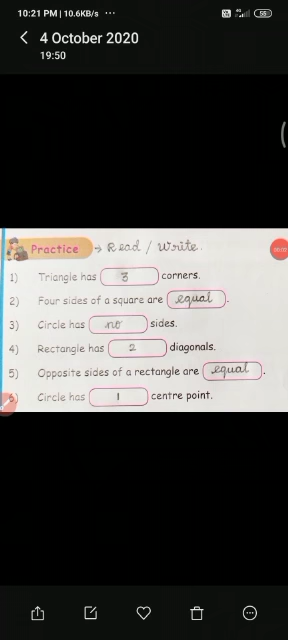 10:21 PM | 10.6KB/s ...
4G
55
4 October 2020
19:50
Practice → Read / Write.
1) Triangle has 3 corners.
2) Four sides of a square are equal.
3) Circle has no sides.
4) Rectangle has 2 diagonals.
5) Opposite sides of a rectangle are equal.
6) Circle has 1 centre point.